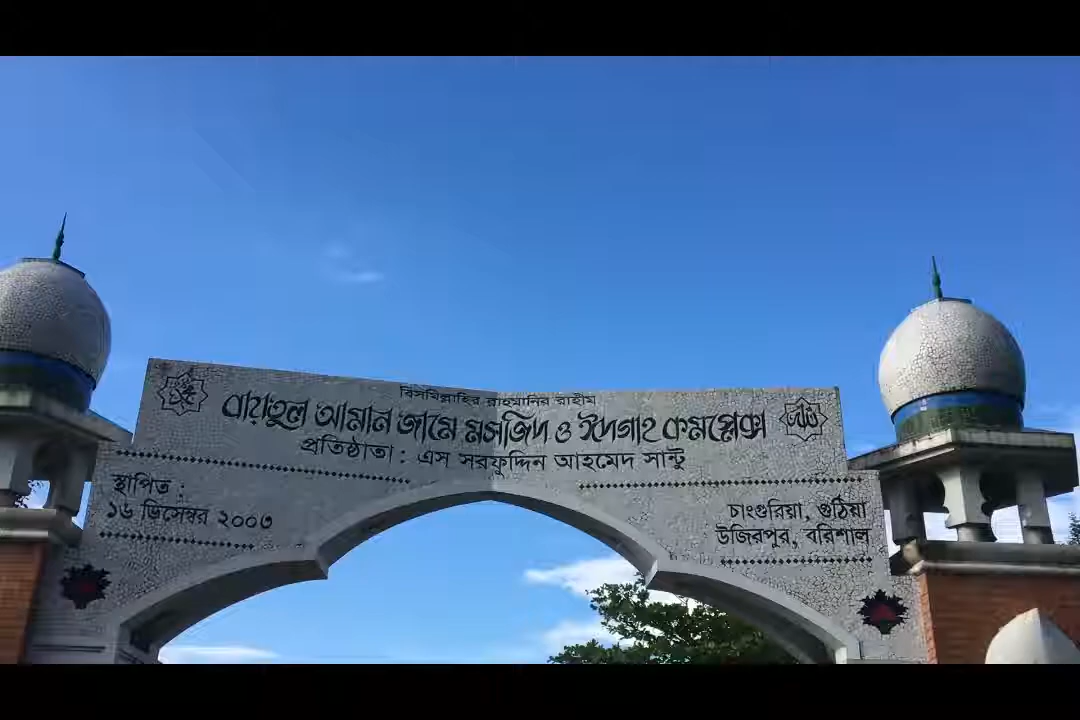 বিসমিল্লাহির রাহমানির রাহীম
বায়তুল আমান জামে মসজিদ ও ঈদগাহ কমপ্লেক্স
প্রতিষ্ঠাতা : এস সরফুদ্দিন আহমেদ সান্টু
স্থাপিত :
১৬ ডিসেম্বর ২০০৩
চাংগুরিয়া, গুঠিয়া
উজিরপুর, বরিশাল